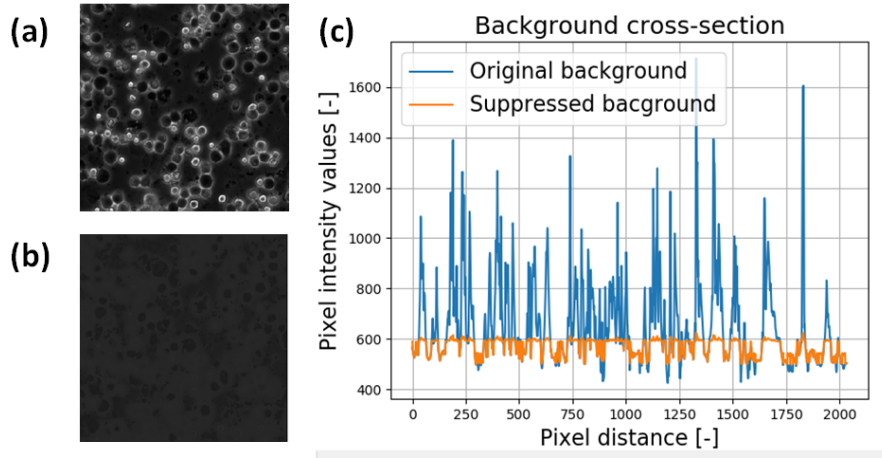 (a)
(b)
(c)
Background cross-section
Original background
Suppressed bacground
Pixel intensity values [-]
1600
1400
1200
1000
800
600
400
0 250 500 750 1000 1250 1500 1750 2000
Pixel distance [-]